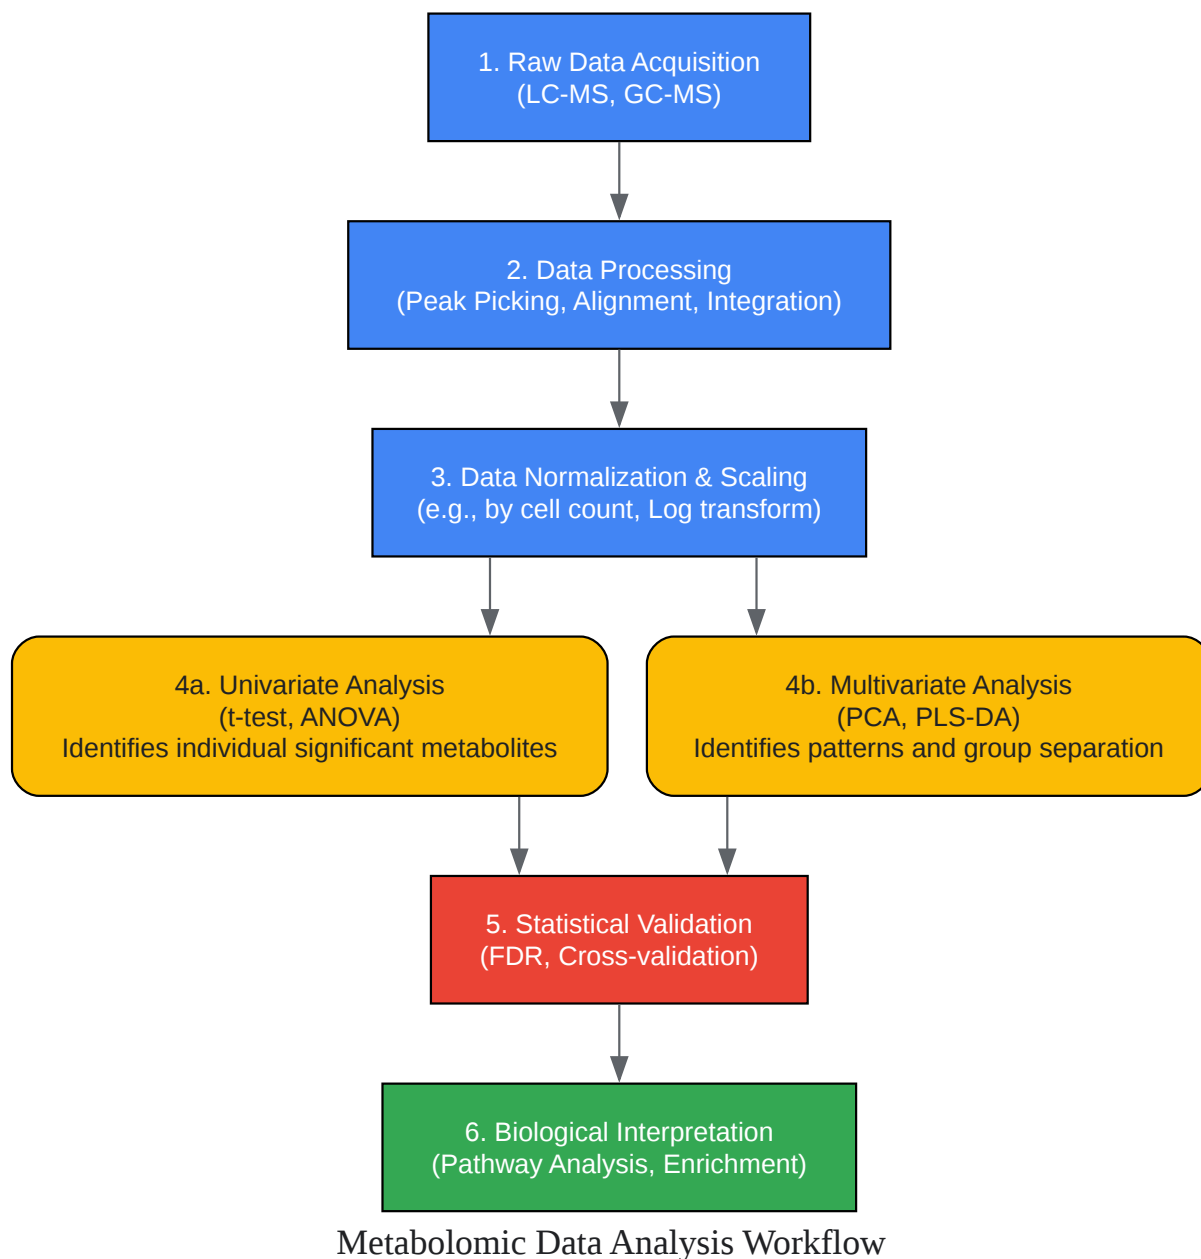 1. Raw Data Acquisition
(LC-MS, GC-MS)
2. Data Processing
(Peak Picking, Alignment, Integration)
3. Data Normalization & Scaling
(e.g., by cell count, Log transform)
4a. Univariate Analysis
(t-test, ANOVA)
Identifies individual significant metabolites
4b. Multivariate Analysis
(PCA, PLS-DA)
Identifies patterns and group separation
5. Statistical Validation
(FDR, Cross-validation)
6. Biological Interpretation
(Pathway Analysis, Enrichment)
Metabolomic Data Analysis Workflow